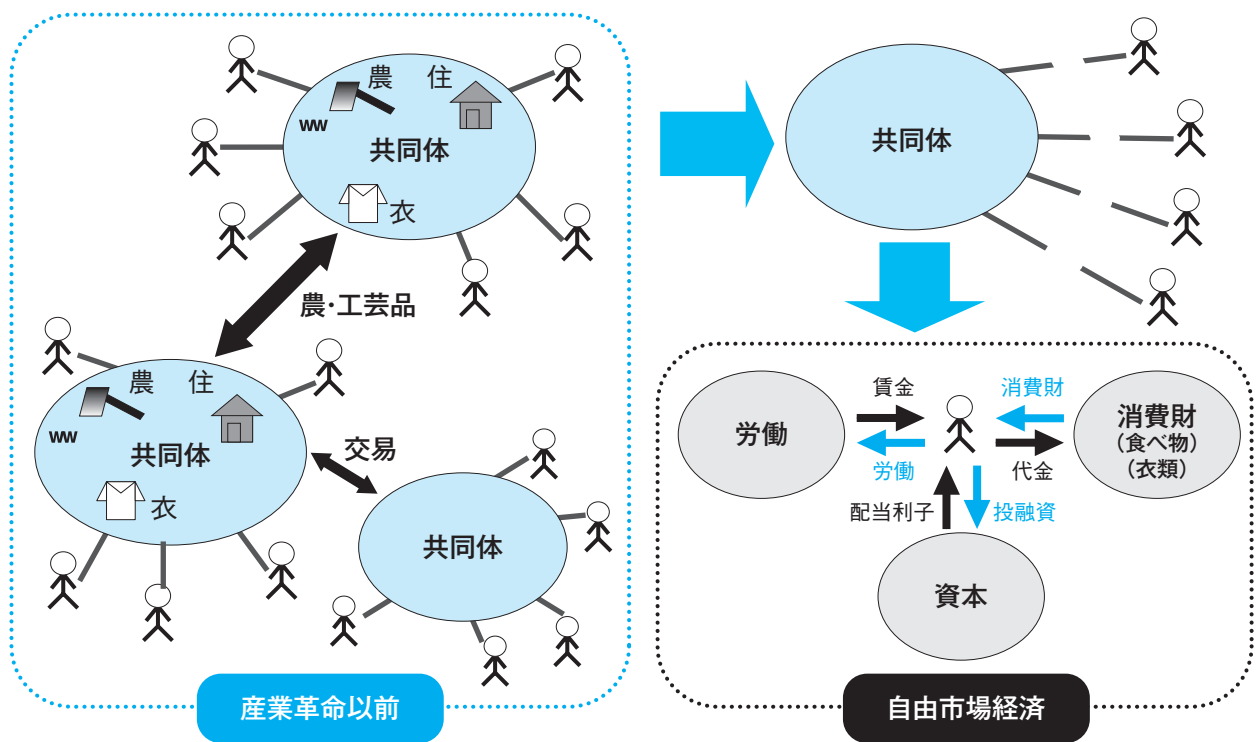 農 住
ww
共同体
衣
農・工芸品
農 住
ww
共同体
衣
交易
共同体
産業革命以前
共同体
労働
賃金
労働
消費財
代金
消費財
（食べ物）
（衣類）
配当利子
投融資
資本
自由市場経済